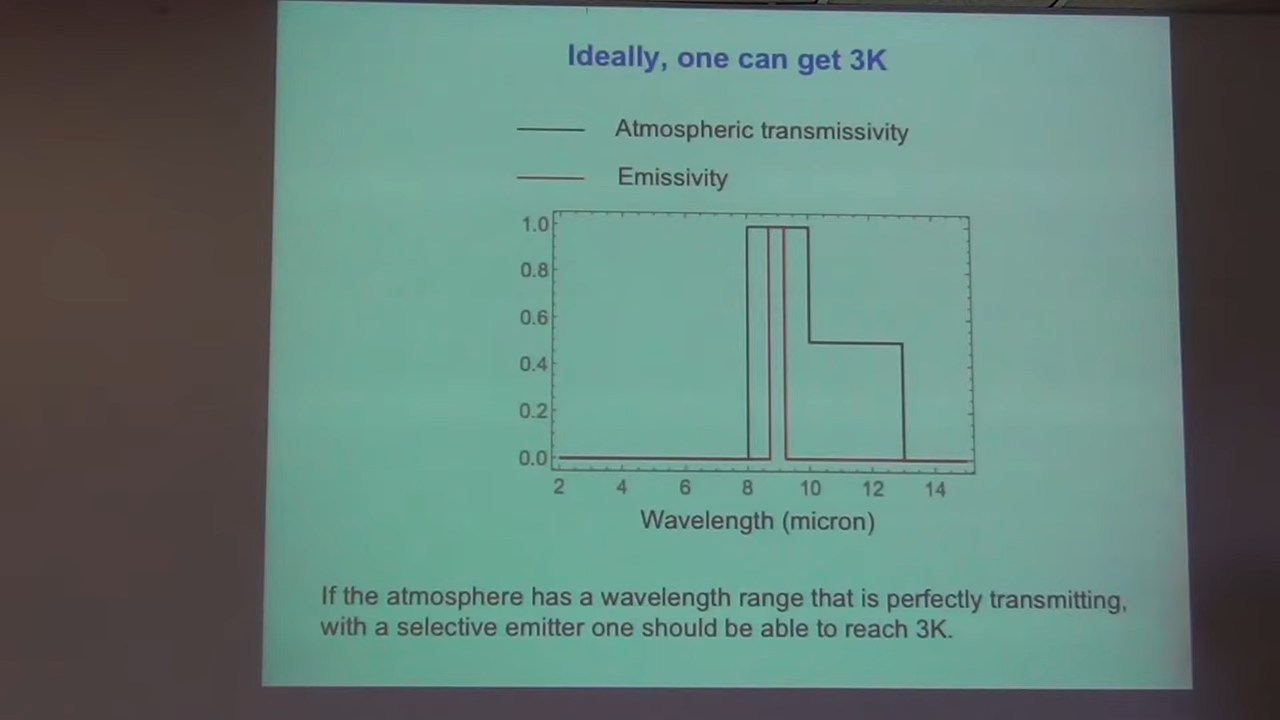 Ideally, one can get 3K
Atmospheric transmissivity
Emissivity
1.0
0.8
0.6
0.4
0.2
0.0
2 4 6 8 10 12 14
Wavelength (micron)
If the atmosphere has a wavelength range that is perfectly transmitting,
with a selective emitter one should be able to reach 3K.